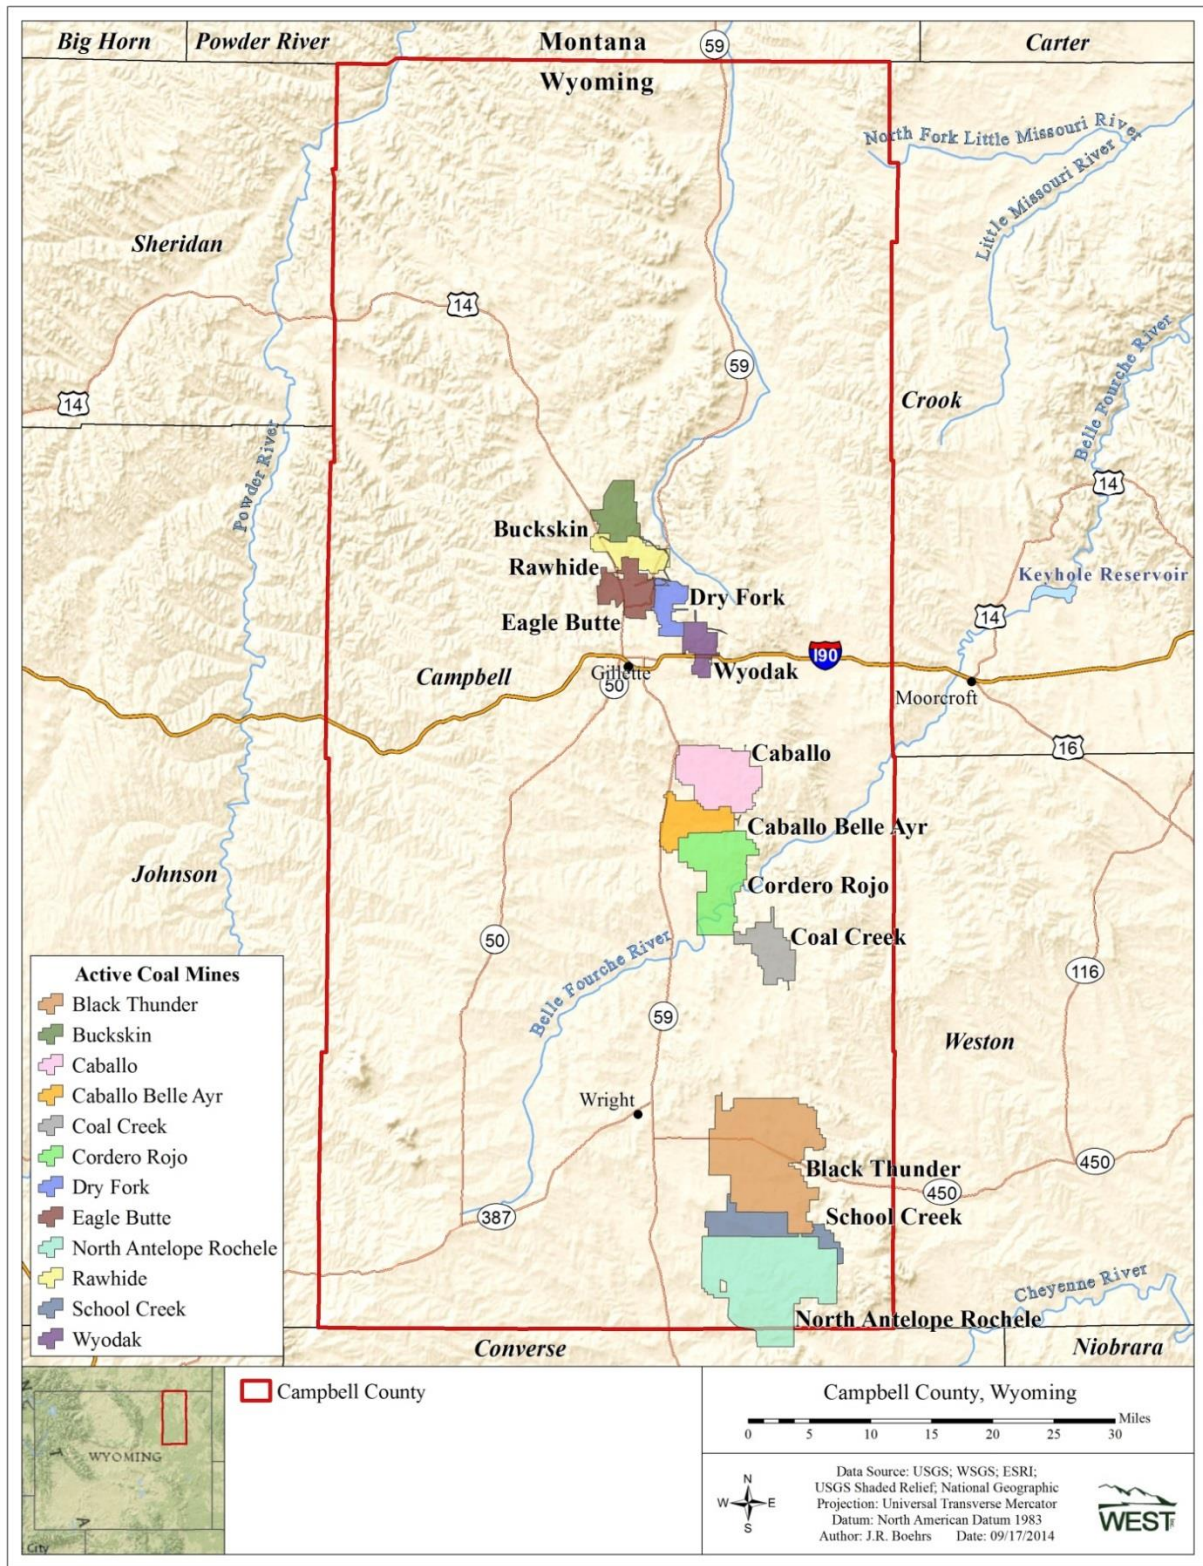 Big Horn
Powder River
Montana
59
Carter
Wyoming
North Fork Little Missouri River
Little Missouri River
Sheridan
14
59
14
Crook
Belle Fourche River
Powder River
14
Buckskin
Rawhide
Keyhole Reservoir
Dry Fork
14
Eagle Butte
I90
Gillette
Wyodak
Campbell
50
Moorcroft
16
Caballo
Caballo Belle Ayr
Johnson
Cordero Rojo
Coal Creek
50
Belle Fourche River
116
59
Weston
Wright
Black Thunder
450
450
School Creek
387
Cheyenne River
North Antelope Rochele
Converse
Niobrara
Active Coal Mines
Black Thunder
Buckskin
Caballo
Caballo Belle Ayr
Coal Creek
Cordero Rojo
Dry Fork
Eagle Butte
North Antelope Rochele
Rawhide
School Creek
Wyodak
WYOMING
City
Campbell County
Campbell County, Wyoming
Miles
0 5 10 15 20 25 30
N
W E
S
Data Source: USGS; WSGS; ESRI;
USGS Shaded Relief; National Geographic
Projection: Universal Transverse Mercator
Datum: North American Datum 1983
Author: J.R. Boehrs Date: 09/17/2014
WEST